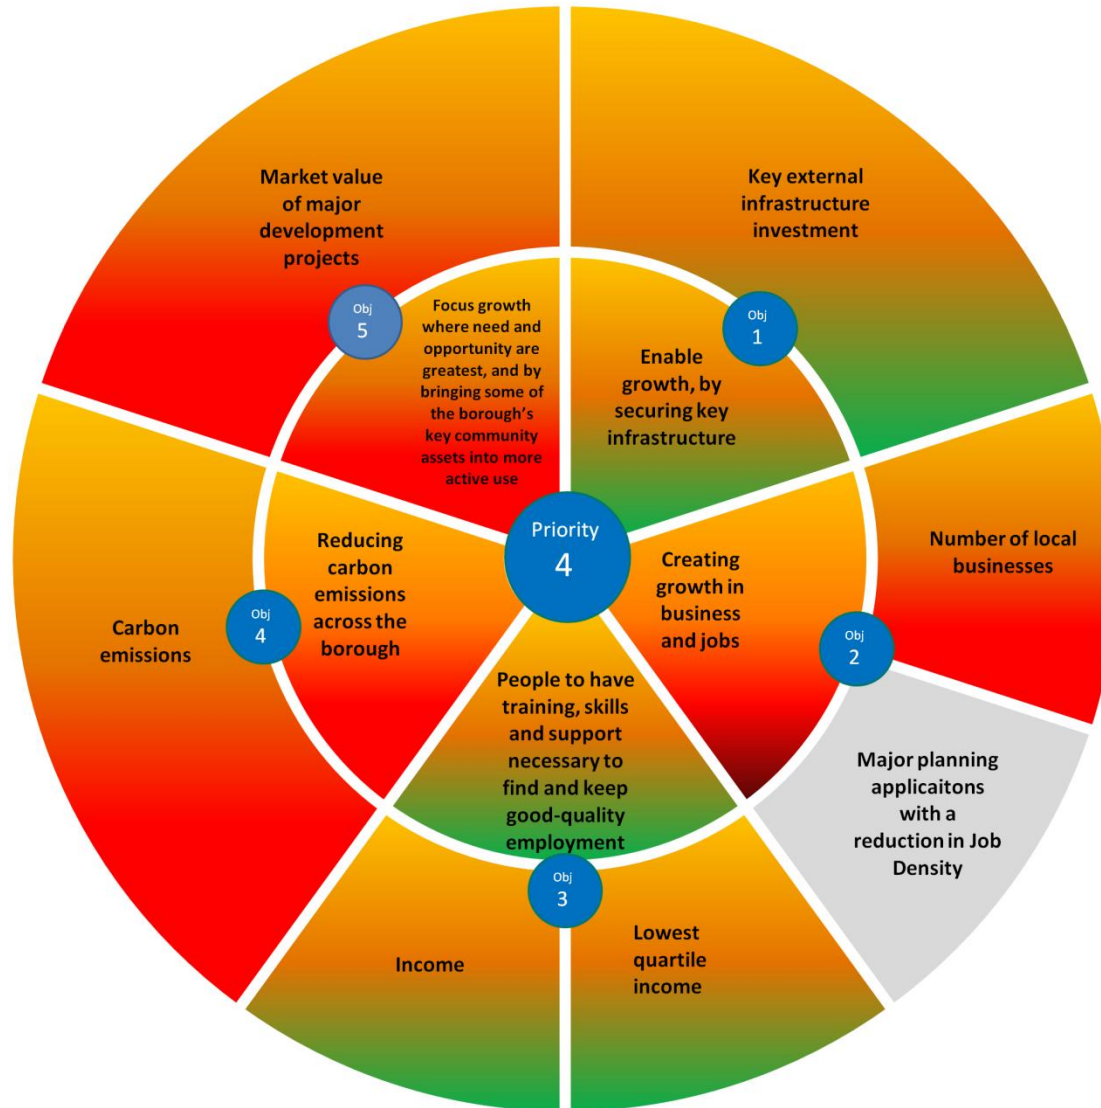 Market value
of major
development
projects
Key external
infrastructure
investment
Obj
5
Focus growth
where need and
opportunity are
greatest, and by
bringing some of
the borough's
key community
assets into more
active use
Obj
1
Enable
growth, by
securing key
infrastructure
Priority
4
Number of local
businesses
Creating
growth in
business
and jobs
Obj
2
Reducing
carbon
emissions
across the
borough
Obj
4
Carbon
emissions
People to have
training, skills
and support
necessary to
find and keep
good-quality
employment
Major planning
applicaitons
with a
reduction in Job
Density
Obj
3
Income
Lowest
quartile
income